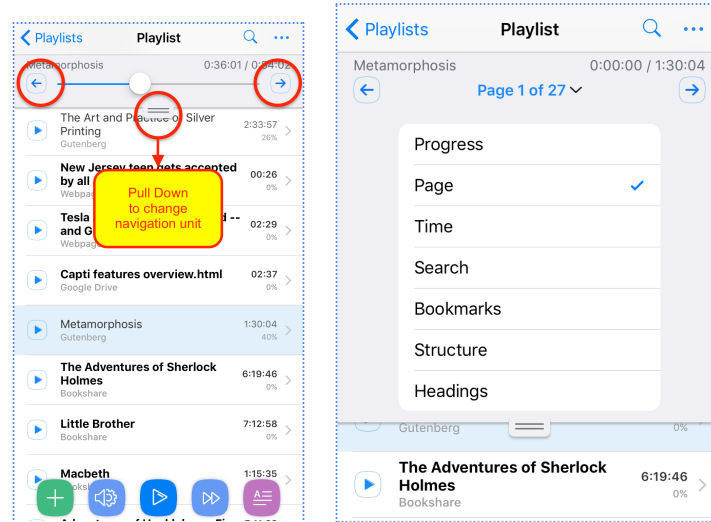 Playlists Playlist
Metamorphosis 0:36:01 / 0:54:02
The Art and Practice of Silver
Printing
Gutenberg
2:33:57
26%
New Jersey teen gets accepted
by all
Webpag
00:26
0%
Tesla d --
and G
Webpag
02:29
0%
Pull Down
to change
navigation unit
Capti features overview.html
Google Drive
02:37
0%
Metamorphosis
Gutenberg
1:30:04
40%
The Adventures of Sherlock
Holmes
Bookshare
6:19:46
0%
Little Brother
Bookshare
7:12:58
0%
Macbeth
1:15:35
Playlists Playlist
Metamorphosis 0:00:00 / 1:30:04
Page 1 of 27
Progress
Page
Time
Search
Bookmarks
Structure
Headings
Gutenberg 0%
The Adventures of Sherlock
Holmes
Bookshare
6:19:46
0%